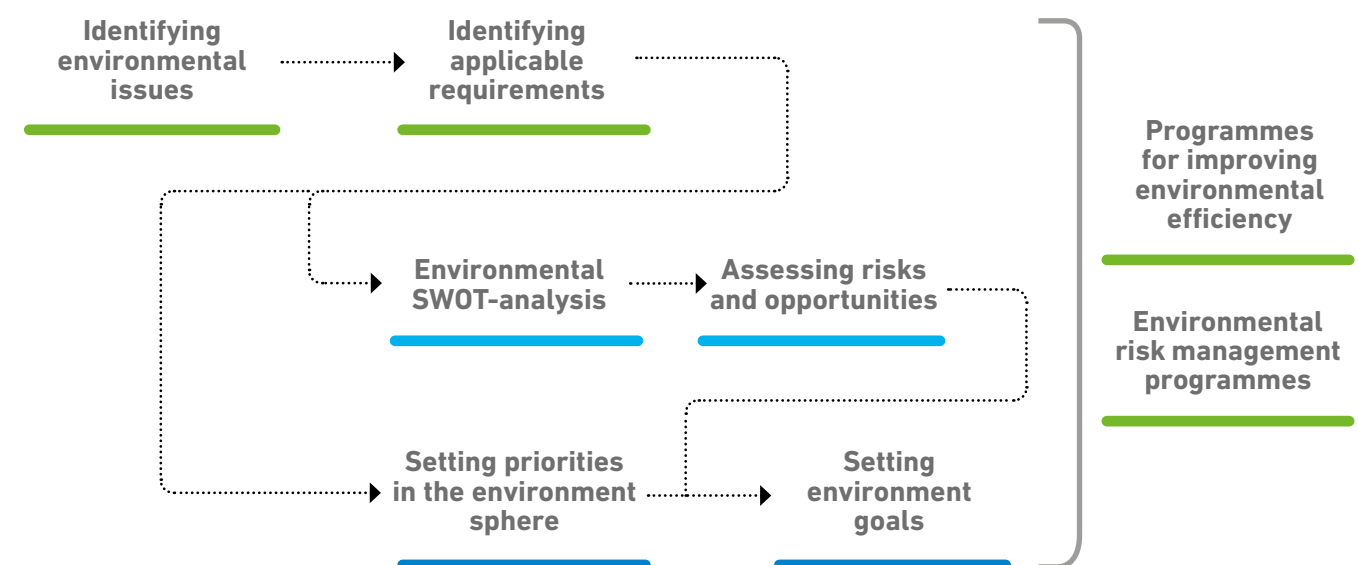 Identifying
environmental
issues
Identifying
applicable
requirements
Environmental
SWOT-analysis
Assessing risks
and opportunities
Setting priorities
in the environment
sphere
Setting
environment
goals
Programmes
for improving
environmental
efficiency
Environmental
risk management
programmes